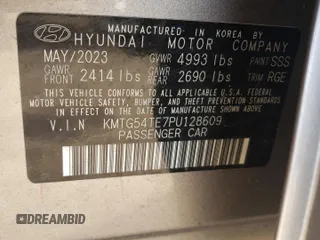 MANUFACTURED IN KOREA BY
HYUNDAI MOTOR COMPANY
MAY/2023 GVWR 4993 lbs PAINT SSS
GAWR FRONT 2414 lbs GAWR REAR 2690 lbs TRIM RGE
THIS VEHICLE CONFORMS TO ALL APPLICABLE U.S. FEDERAL
MOTOR VEHICLE SAFETY, BUMPER, AND THEFT PREVENTION
STANDARDS IN EFFECT ON THE DATE OF MANUFACTURE
SHOWN ABOVE.
V.I.N KMTG54TE7PU128609
PASSENGER CAR
DREAMBID